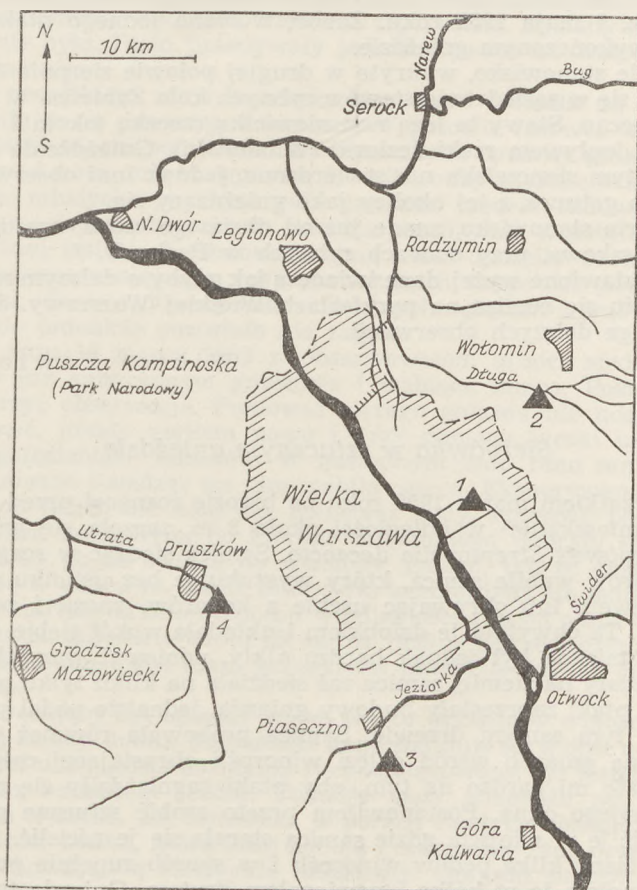 N
S
10 km
Narew
Bug
Serock
N. Dwór
Legionowo
Radzymin
Puszcza Kampinoska
(Park Narodowy)
Wołomin
Długa
2
1
Wielka
Warszawa
Utrata
Pruszków
4
Grodzisk
Mazowiecki
Świder
Otwock
Jeziorka
Piaseczno
3
Góra
Kalwaria